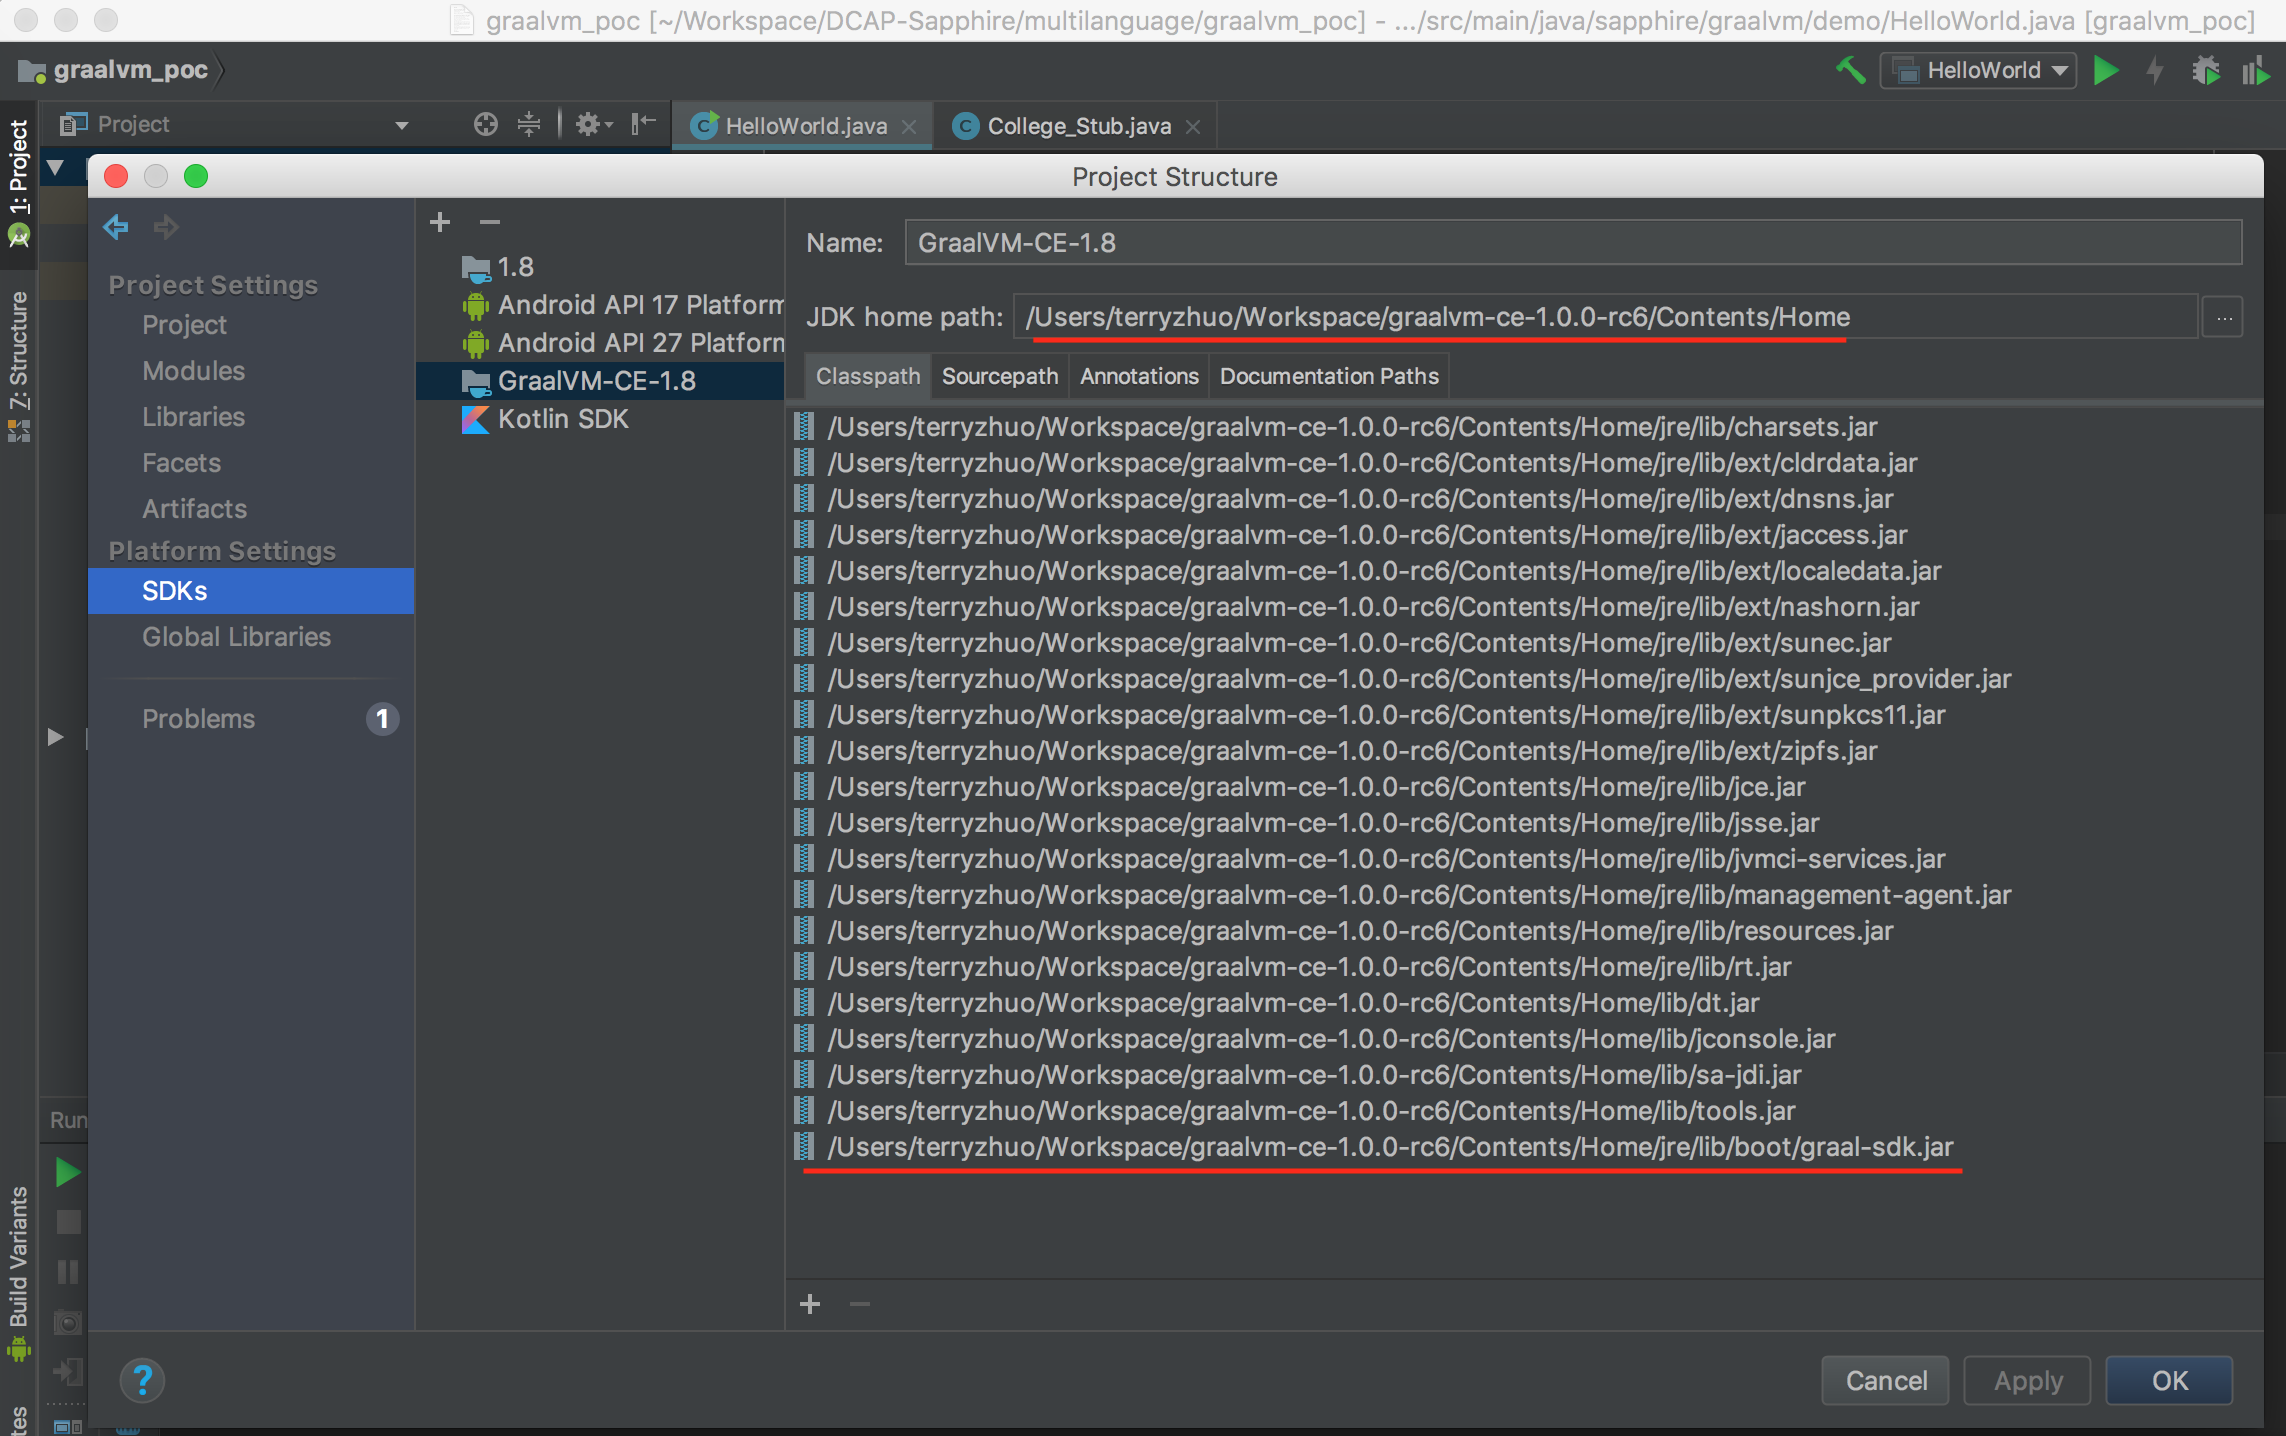 graalvm_poc [~/Workspace/DCAP-Sapphire/multilanguage/graalvm_poc] - .../src/main/java/sapphire/graalvm/demo/HelloWorld.java [graalvm_poc]
graalvm_poc
HelloWorld
Project
HelloWorld.java
College_Stub.java
1: Project
7: Structure
Build Variants
Run
Project Structure
Project Settings
Project
Modules
Libraries
Facets
Artifacts
Platform Settings
SDKs
Global Libraries
Problems 1
1.8
Android API 17 Platform
Android API 27 Platform
GraalVM-CE-1.8
Kotlin SDK
Name: GraalVM-CE-1.8
JDK home path: /Users/terryzhuo/Workspace/graalvm-ce-1.0.0-rc6/Contents/Home ...
Classpath Sourcepath Annotations Documentation Paths
/Users/terryzhuo/Workspace/graalvm-ce-1.0.0-rc6/Contents/Home/jre/lib/charsets.jar
/Users/terryzhuo/Workspace/graalvm-ce-1.0.0-rc6/Contents/Home/jre/lib/ext/cldrdata.jar
/Users/terryzhuo/Workspace/graalvm-ce-1.0.0-rc6/Contents/Home/jre/lib/ext/dnsns.jar
/Users/terryzhuo/Workspace/graalvm-ce-1.0.0-rc6/Contents/Home/jre/lib/ext/jaccess.jar
/Users/terryzhuo/Workspace/graalvm-ce-1.0.0-rc6/Contents/Home/jre/lib/ext/localedata.jar
/Users/terryzhuo/Workspace/graalvm-ce-1.0.0-rc6/Contents/Home/jre/lib/ext/nashorn.jar
/Users/terryzhuo/Workspace/graalvm-ce-1.0.0-rc6/Contents/Home/jre/lib/ext/sunec.jar
/Users/terryzhuo/Workspace/graalvm-ce-1.0.0-rc6/Contents/Home/jre/lib/ext/sunjce_provider.jar
/Users/terryzhuo/Workspace/graalvm-ce-1.0.0-rc6/Contents/Home/jre/lib/ext/sunpkcs11.jar
/Users/terryzhuo/Workspace/graalvm-ce-1.0.0-rc6/Contents/Home/jre/lib/ext/zipfs.jar
/Users/terryzhuo/Workspace/graalvm-ce-1.0.0-rc6/Contents/Home/jre/lib/jce.jar
/Users/terryzhuo/Workspace/graalvm-ce-1.0.0-rc6/Contents/Home/jre/lib/jsse.jar
/Users/terryzhuo/Workspace/graalvm-ce-1.0.0-rc6/Contents/Home/jre/lib/jvmci-services.jar
/Users/terryzhuo/Workspace/graalvm-ce-1.0.0-rc6/Contents/Home/jre/lib/management-agent.jar
/Users/terryzhuo/Workspace/graalvm-ce-1.0.0-rc6/Contents/Home/jre/lib/resources.jar
/Users/terryzhuo/Workspace/graalvm-ce-1.0.0-rc6/Contents/Home/jre/lib/rt.jar
/Users/terryzhuo/Workspace/graalvm-ce-1.0.0-rc6/Contents/Home/lib/dt.jar
/Users/terryzhuo/Workspace/graalvm-ce-1.0.0-rc6/Contents/Home/lib/jconsole.jar
/Users/terryzhuo/Workspace/graalvm-ce-1.0.0-rc6/Contents/Home/lib/sa-jdi.jar
/Users/terryzhuo/Workspace/graalvm-ce-1.0.0-rc6/Contents/Home/lib/tools.jar
/Users/terryzhuo/Workspace/graalvm-ce-1.0.0-rc6/Contents/Home/jre/lib/boot/graal-sdk.jar
Cancel Apply OK